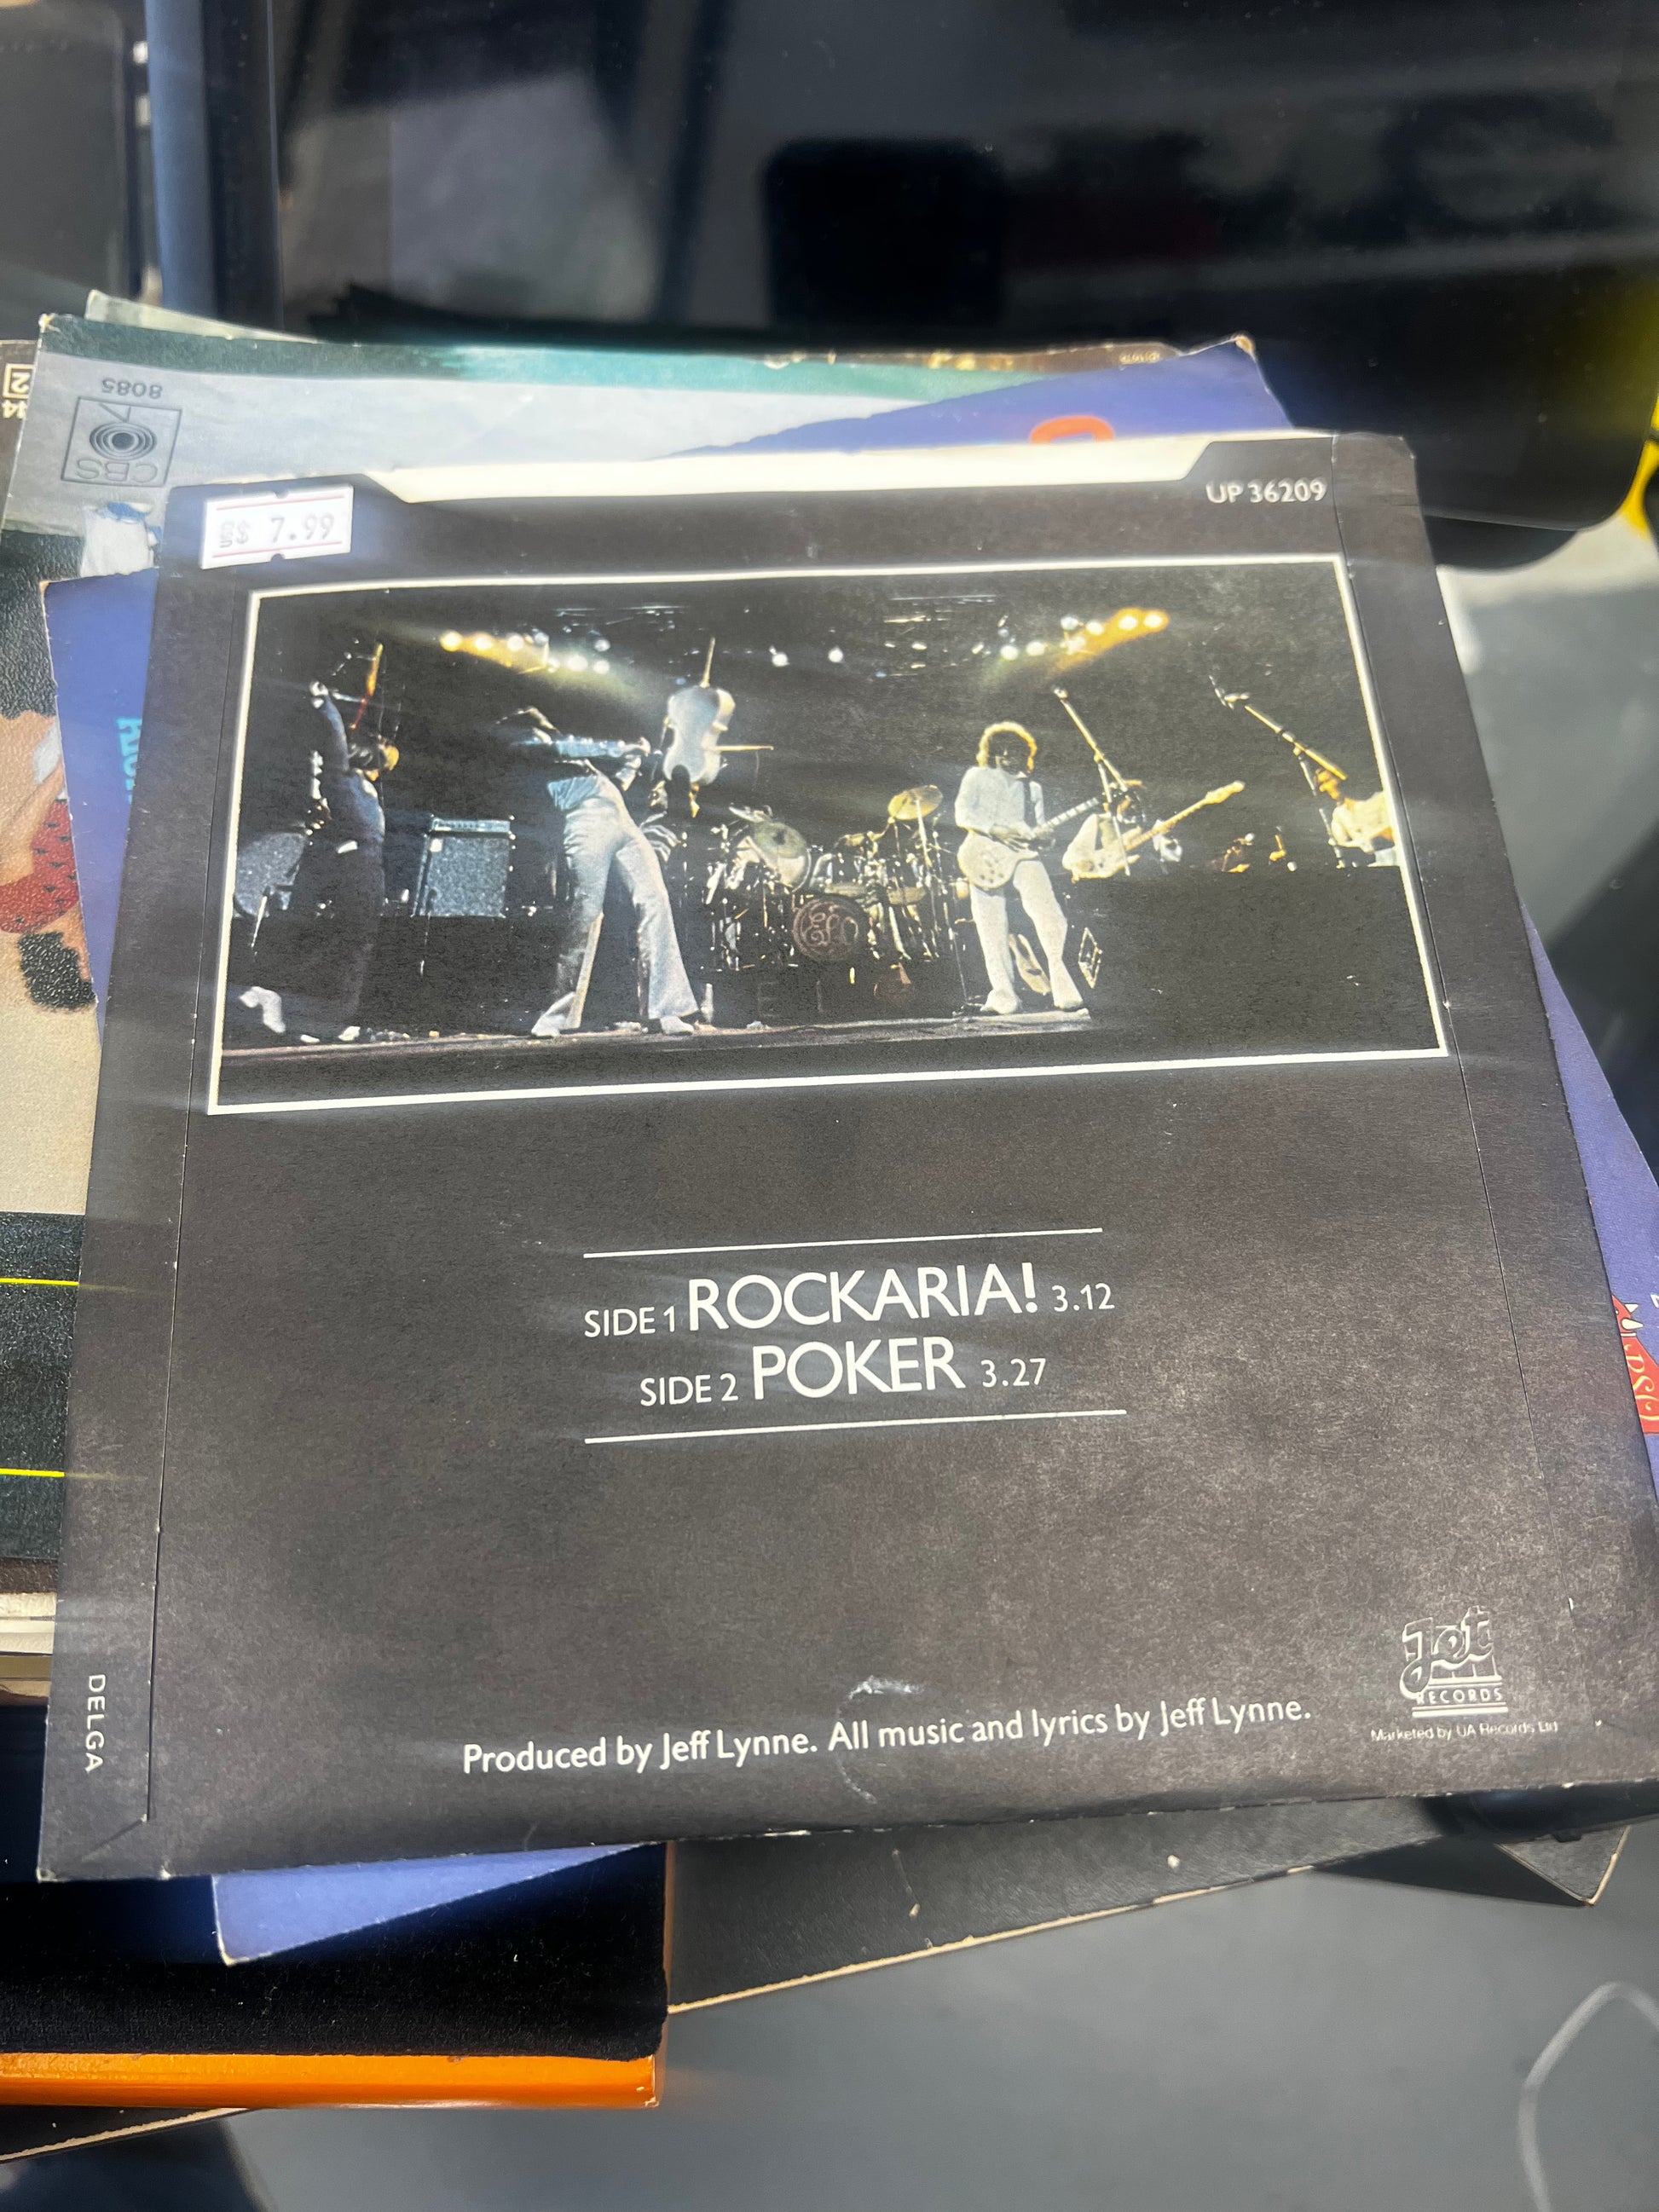 8085
CBS
S$ 7.99
UP 36209
ELO
SIDE 1 ROCKARIA! 3.12
SIDE 2 POKER 3.27
Jet
RECORDS
Marketed by UA Records Ltd
Produced by Jeff Lynne. All music and lyrics by Jeff Lynne.
DELGA